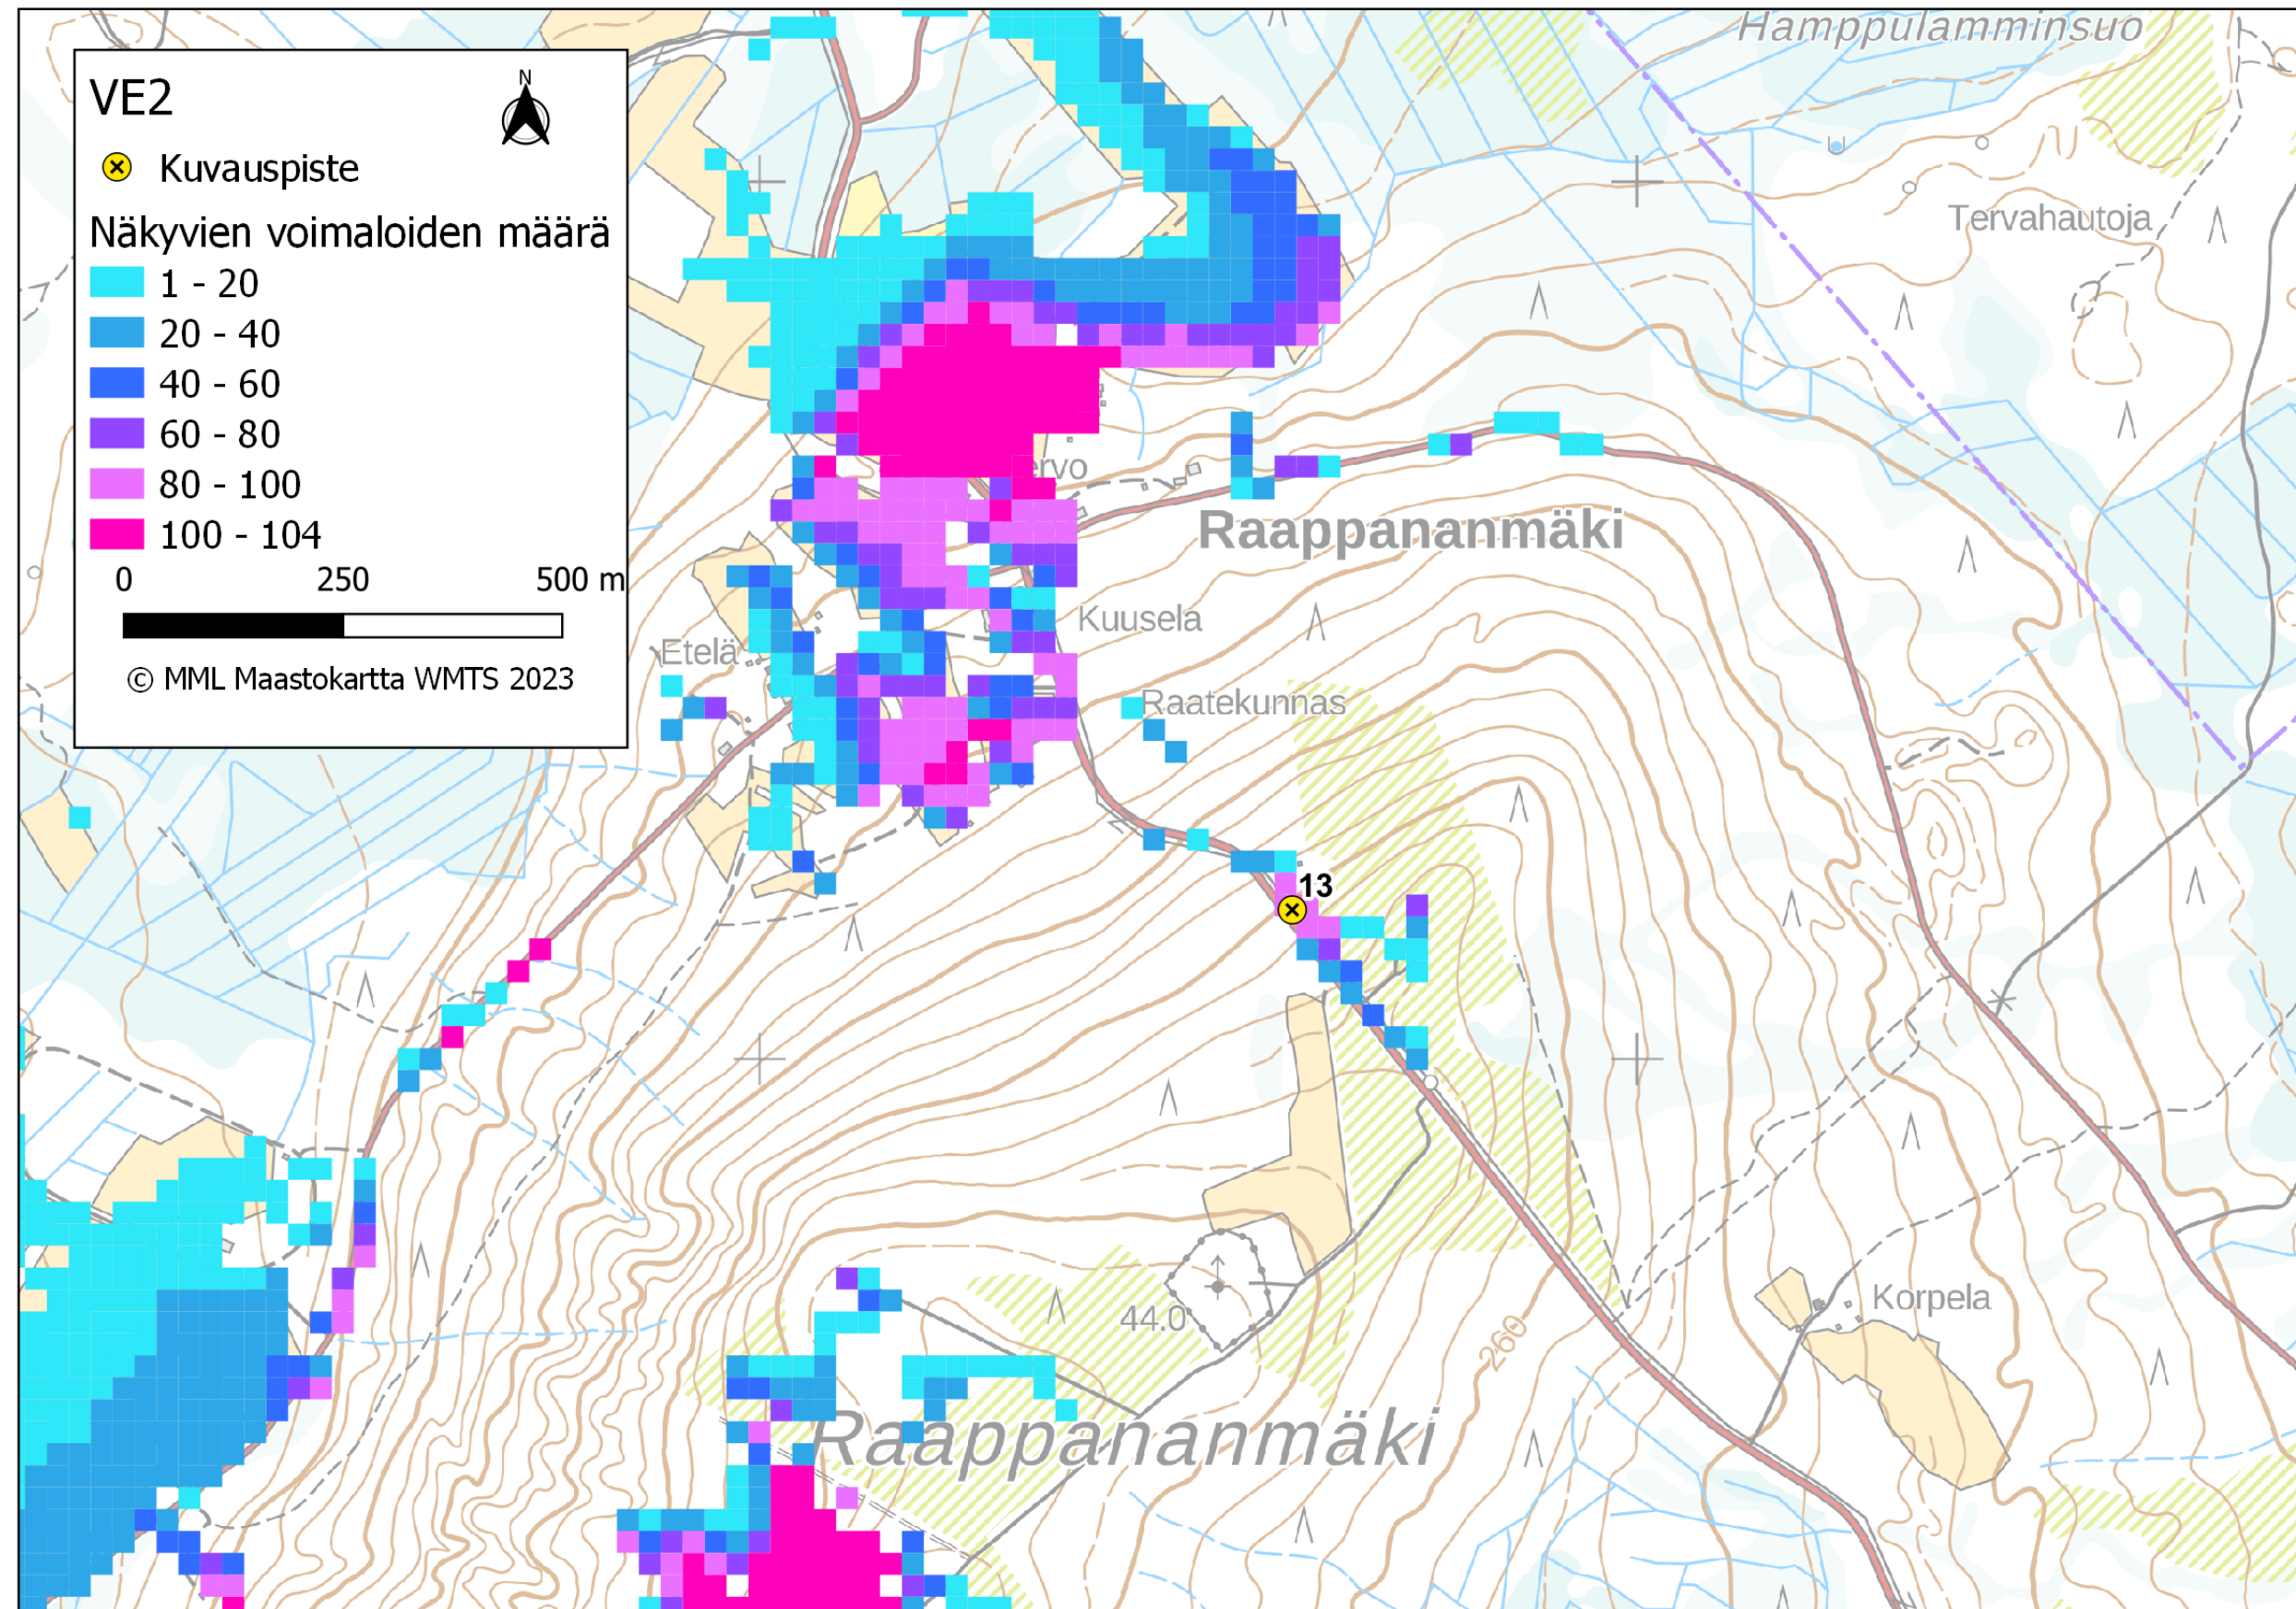 VE2
N
Kuvauspiste
Näkyvien voimaloiden määrä
1 - 20
20 - 40
40 - 60
60 - 80
80 - 100
100 - 104
0 250 500 m
© MML Maastokartta WMTS 2023
Hamppulamminsuo
Tervahautoja
ervo
Raappananmäki
Kuusela
Etelä
Raatekunnas
13
Korpela
44.0
260
Raappananmäki